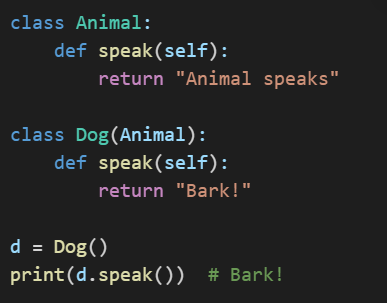 class Animal:
    def speak(self):
        return "Animal speaks"

class Dog(Animal):
    def speak(self):
        return "Bark!"

d = Dog()
print(d.speak())  # Bark!